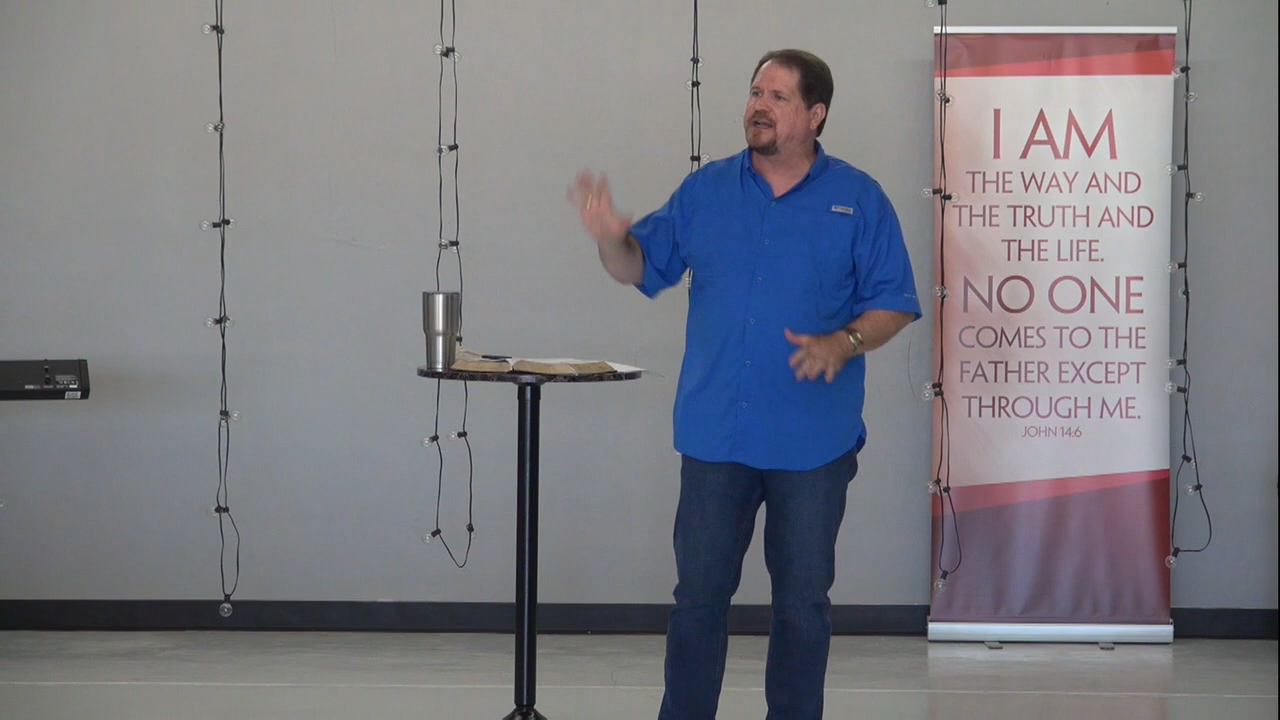 I AM
THE WAY AND
THE TRUTH AND
THE LIFE.
NO ONE
COMES TO THE
FATHER EXCEPT
THROUGH ME.
JOHN 14:6